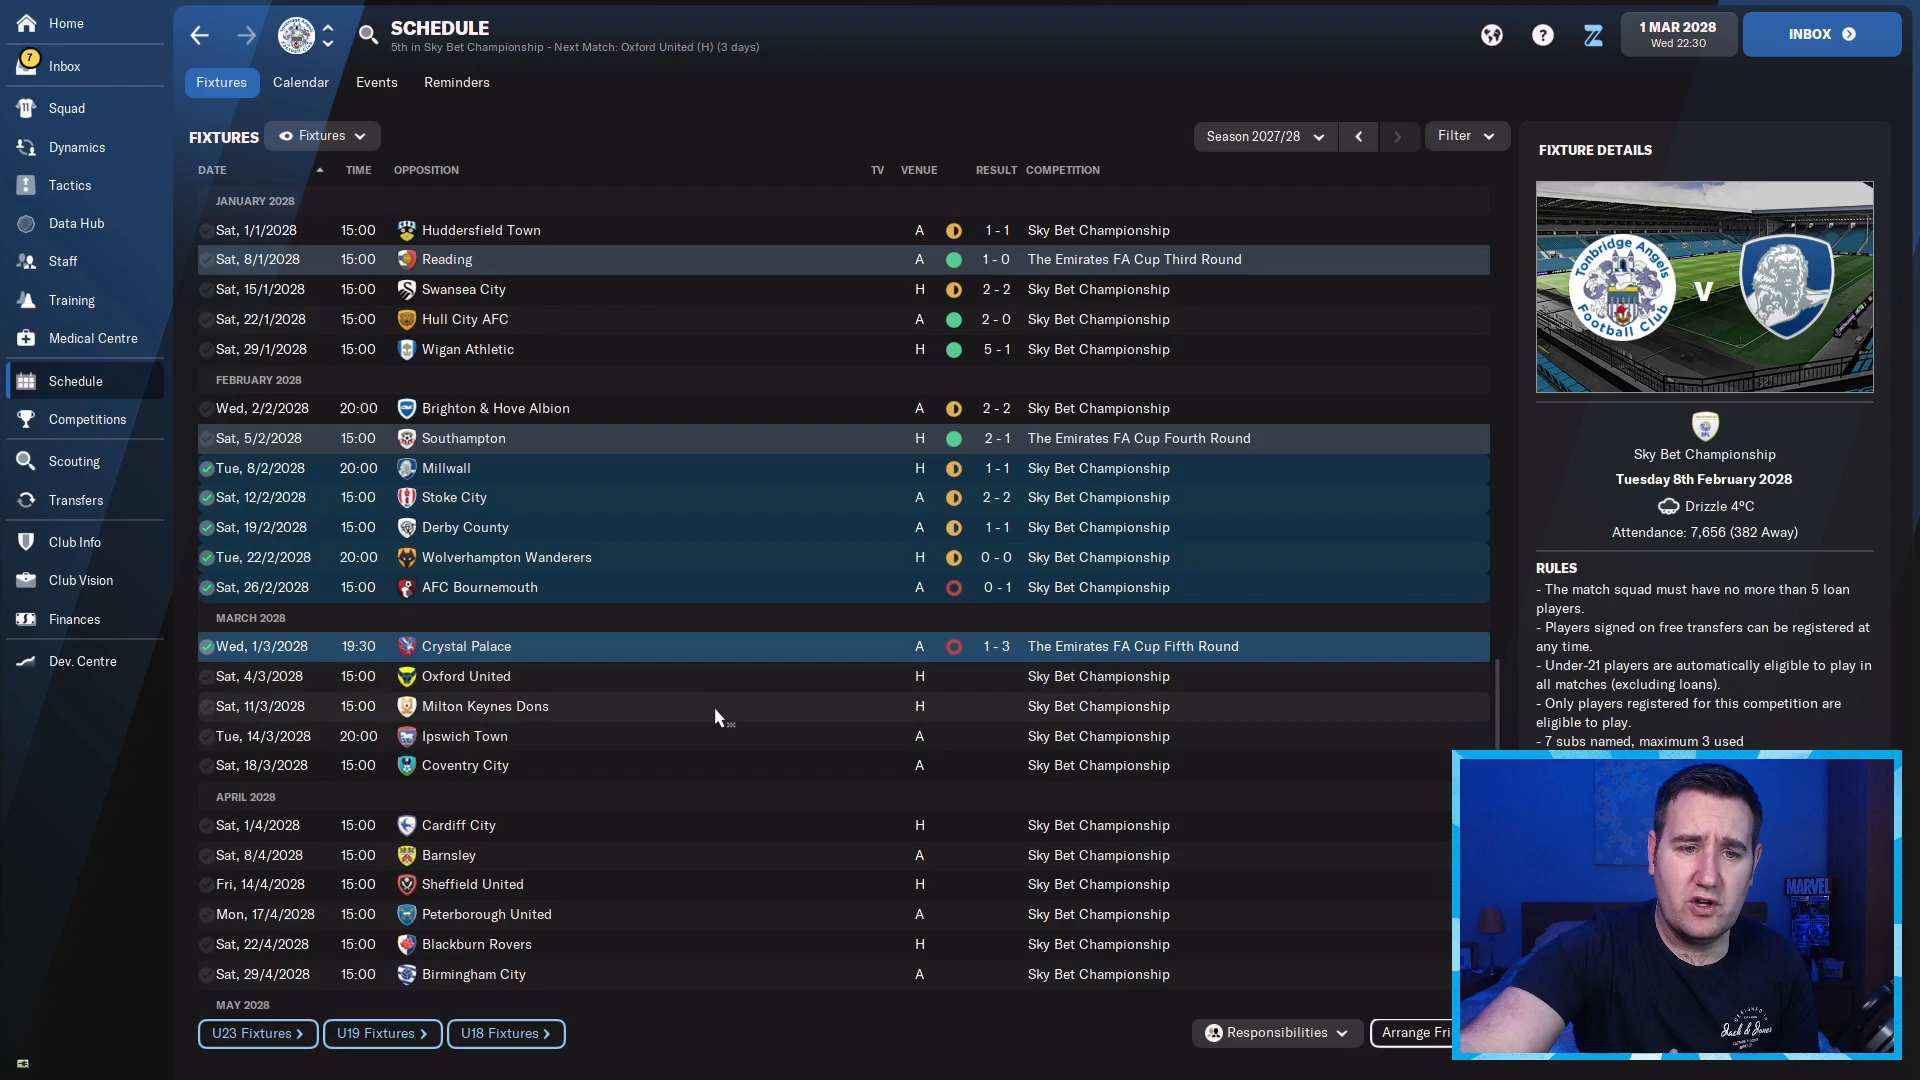 Home
7
Inbox
Squad
Dynamics
Tactics
Data Hub
Staff
Training
Medical Centre
Schedule
Competitions
Scouting
Transfers
Club Info
Club Vision
Finances
Dev. Centre
SCHEDULE
5th in Sky Bet Championship - Next Match: Oxford United (H) (3 days)
1 MAR 2028
Wed 22:30
INBOX
Fixtures Calendar Events Reminders
FIXTURES Fixtures Season 2027/28 Filter
DATE TIME OPPOSITION TV VENUE RESULT COMPETITION
JANUARY 2028
Sat, 1/1/2028 15:00 Huddersfield Town A 1 - 1 Sky Bet Championship
Sat, 8/1/2028 15:00 Reading A 1 - 0 The Emirates FA Cup Third Round
Sat, 15/1/2028 15:00 Swansea City H 2 - 2 Sky Bet Championship
Sat, 22/1/2028 15:00 Hull City AFC A 2 - 0 Sky Bet Championship
Sat, 29/1/2028 15:00 Wigan Athletic H 5 - 1 Sky Bet Championship
FEBRUARY 2028
Wed, 2/2/2028 20:00 Brighton & Hove Albion A 2 - 2 Sky Bet Championship
Sat, 5/2/2028 15:00 Southampton H 2 - 1 The Emirates FA Cup Fourth Round
Tue, 8/2/2028 20:00 Millwall H 1 - 1 Sky Bet Championship
Sat, 12/2/2028 15:00 Stoke City A 2 - 2 Sky Bet Championship
Sat, 19/2/2028 15:00 Derby County A 1 - 1 Sky Bet Championship
Tue, 22/2/2028 20:00 Wolverhampton Wanderers H 0 - 0 Sky Bet Championship
Sat, 26/2/2028 15:00 AFC Bournemouth A 0 - 1 Sky Bet Championship
MARCH 2028
Wed, 1/3/2028 19:30 Crystal Palace A 1 - 3 The Emirates FA Cup Fifth Round
Sat, 4/3/2028 15:00 Oxford United H Sky Bet Championship
Sat, 11/3/2028 15:00 Milton Keynes Dons H Sky Bet Championship
Tue, 14/3/2028 20:00 Ipswich Town A Sky Bet Championship
Sat, 18/3/2028 15:00 Coventry City A Sky Bet Championship
APRIL 2028
Sat, 1/4/2028 15:00 Cardiff City H Sky Bet Championship
Sat, 8/4/2028 15:00 Barnsley A Sky Bet Championship
Fri, 14/4/2028 15:00 Sheffield United H Sky Bet Championship
Mon, 17/4/2028 15:00 Peterborough United A Sky Bet Championship
Sat, 22/4/2028 15:00 Blackburn Rovers H Sky Bet Championship
Sat, 29/4/2028 15:00 Birmingham City A Sky Bet Championship
MAY 2028
U23 Fixtures U19 Fixtures U18 Fixtures Responsibilities Arrange Fri
FIXTURE DETAILS
Tonbridge Angels
Football Club
V
EFL
Sky Bet Championship
Tuesday 8th February 2028
Drizzle 4ºC
Attendance: 7,656 (382 Away)
RULES
- The match squad must have no more than 5 loan
players.
- Players signed on free transfers can be registered at
any time.
- Under-21 players are automatically eligible to play in
all matches (excluding loans).
- Only players registered for this competition are
eligible to play.
- 7 subs named, maximum 3 used
MARVEL
Jack & Jones